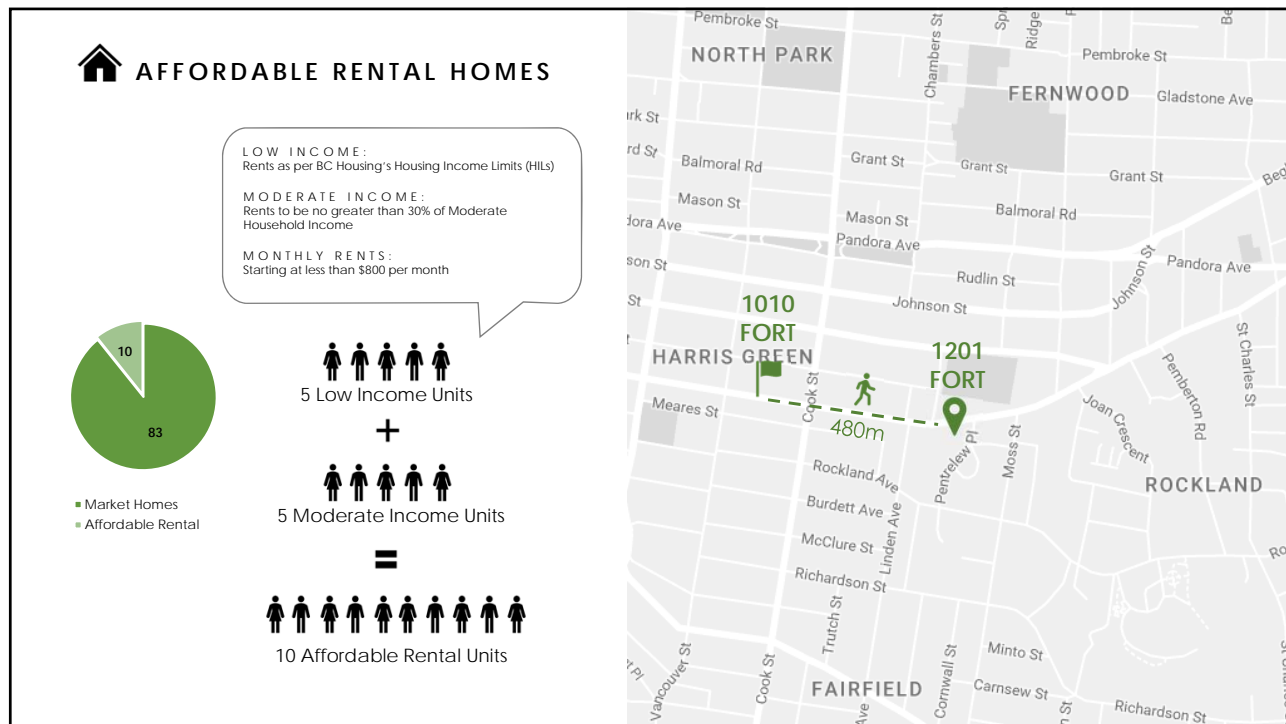 AFFORDABLE RENTAL HOMES
LOW INCOME:
Rents as per BC Housing's Housing Income Limits (HILs)
MODERATE INCOME:
Rents to be no greater than 30% of Moderate
Household Income
MONTHLY RENTS:
Starting at less than $800 per month
10
83
Market Homes
Affordable Rental
5 Low Income Units
+
5 Moderate Income Units
=
10 Affordable Rental Units
Pembroke St
NORTH PARK
Chambers St
Ridge
Pembroke St
FERNWOOD
Gladstone Ave
Balmoral Rd
Grant St
Grant St
Grant St
Mason St
Mason St
Balmoral Rd
Pandora Ave
Pandora Ave
Rudlin St
Johnson St
Johnson St
St Charles St
1010
FORT
HARRIS GREEN
1201
FORT
Cook St
480m
Meares St
Pentrelew Pl
Moss St
Joan Crescent
Pemberton Rd
ROCKLAND
Rockland Ave
Burdett Ave
Linden Ave
McClure St
Richardson St
Trutch St
Vancouver St
Cook St
FAIRFIELD
Cornwall St
Minto St
Carnsew St
Richardson St